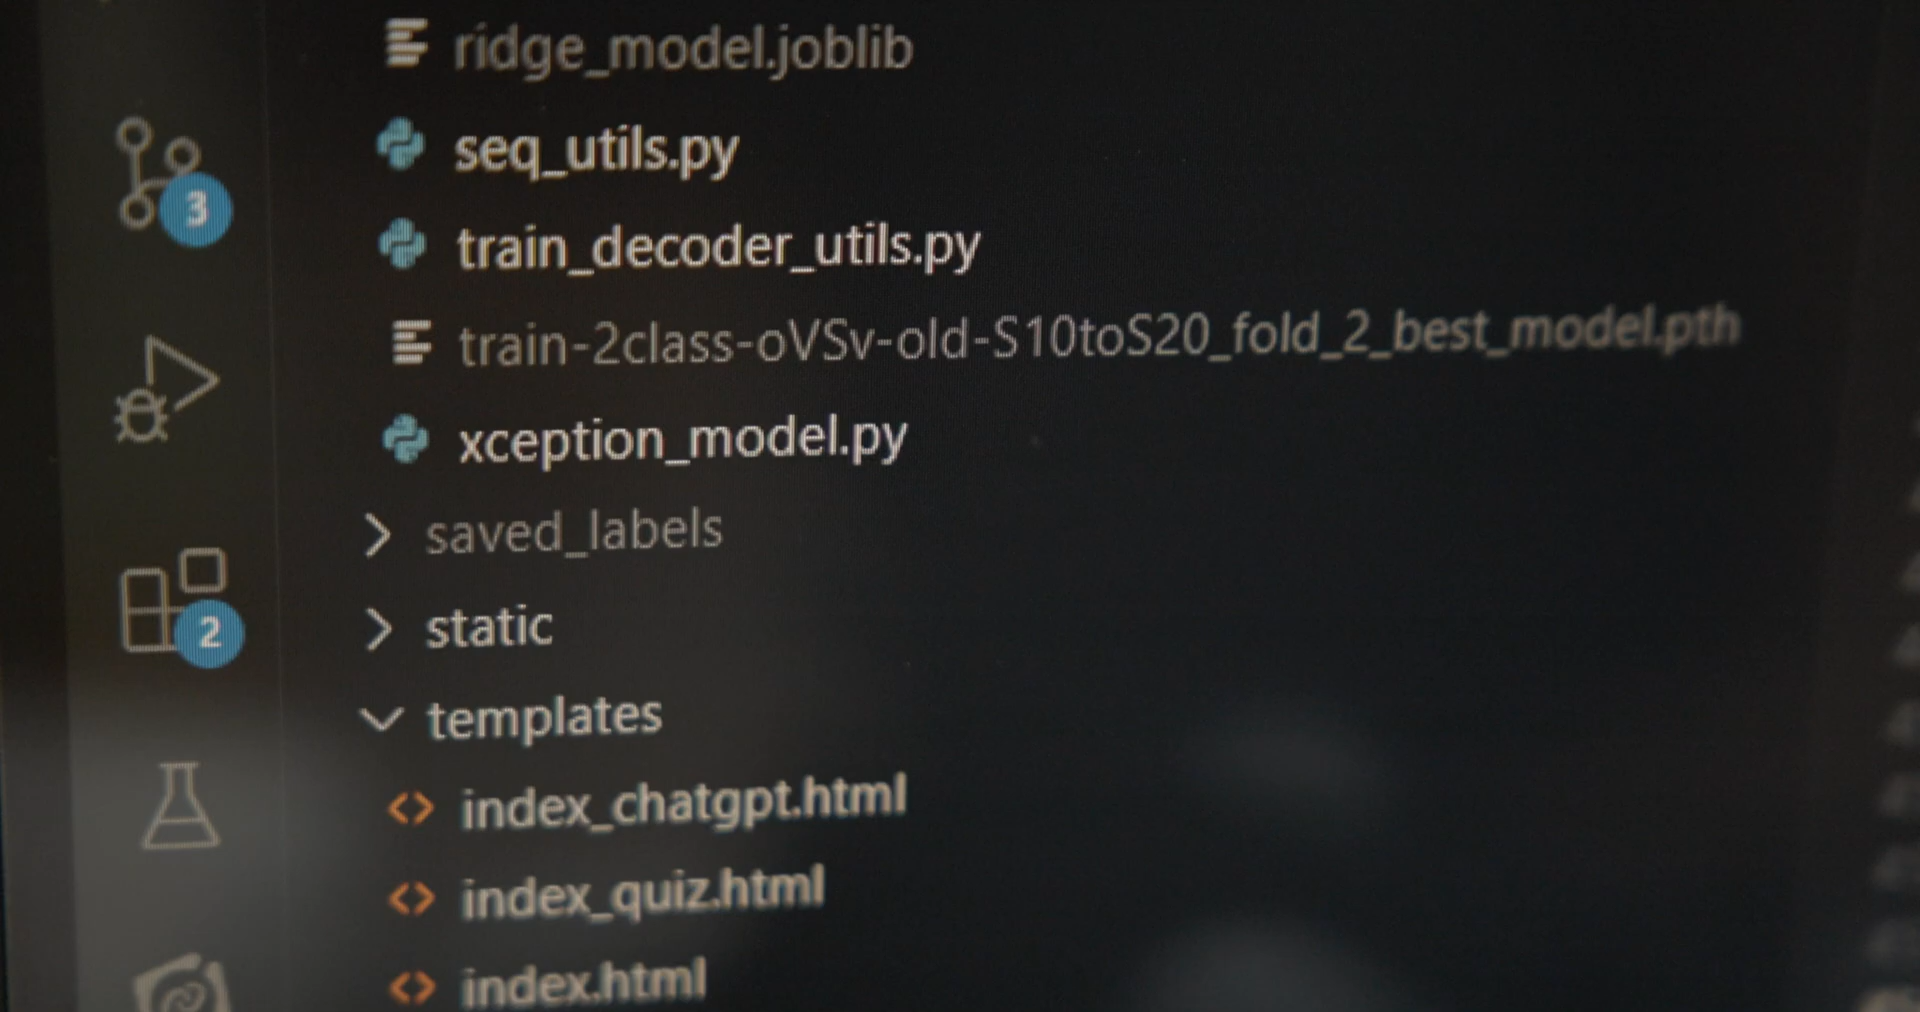 ridge_model.joblib
seq_utils.py
3
train_decoder_utils.py
train-2class-oVSv-old-S10toS20_fold_2_best_model.pth
xception_model.py
saved_labels
static
2
templates
index_chatgpt.html
index_quiz.html
index.html